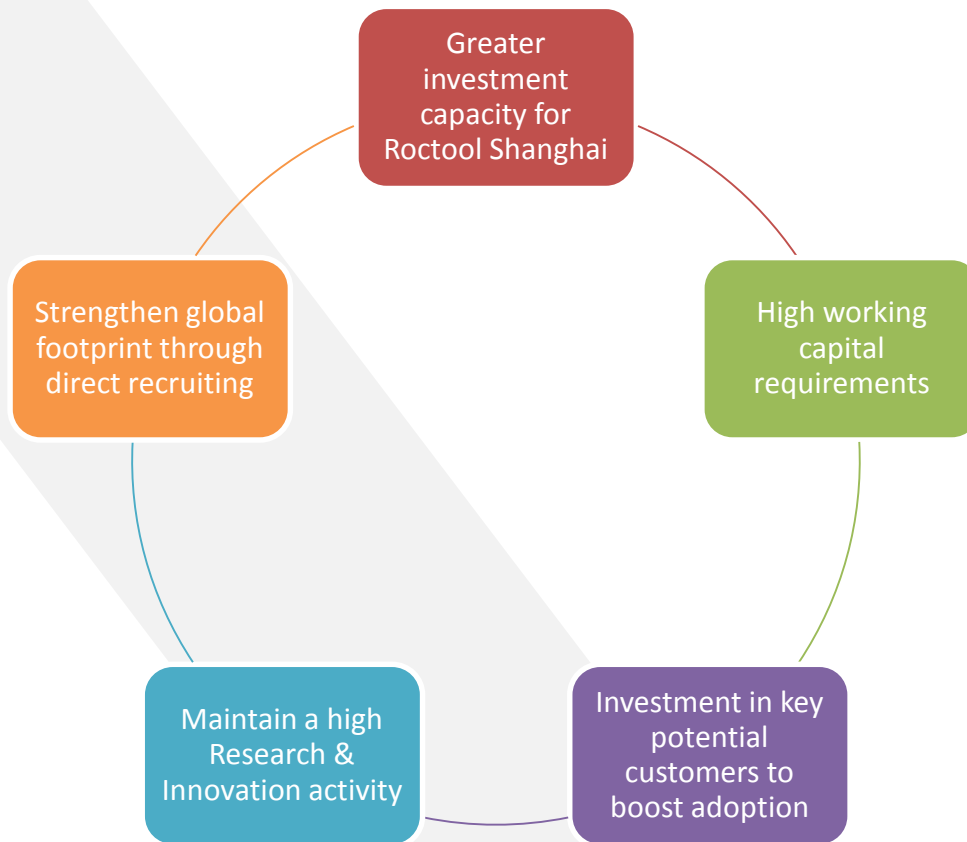 Greater
investment
capacity for
Roctool Shanghai
High working
capital
requirements
Investment in key
potential
customers to
boost adoption
Maintain a high
Research &
Innovation activity
Strengthen global
footprint through
direct recruiting